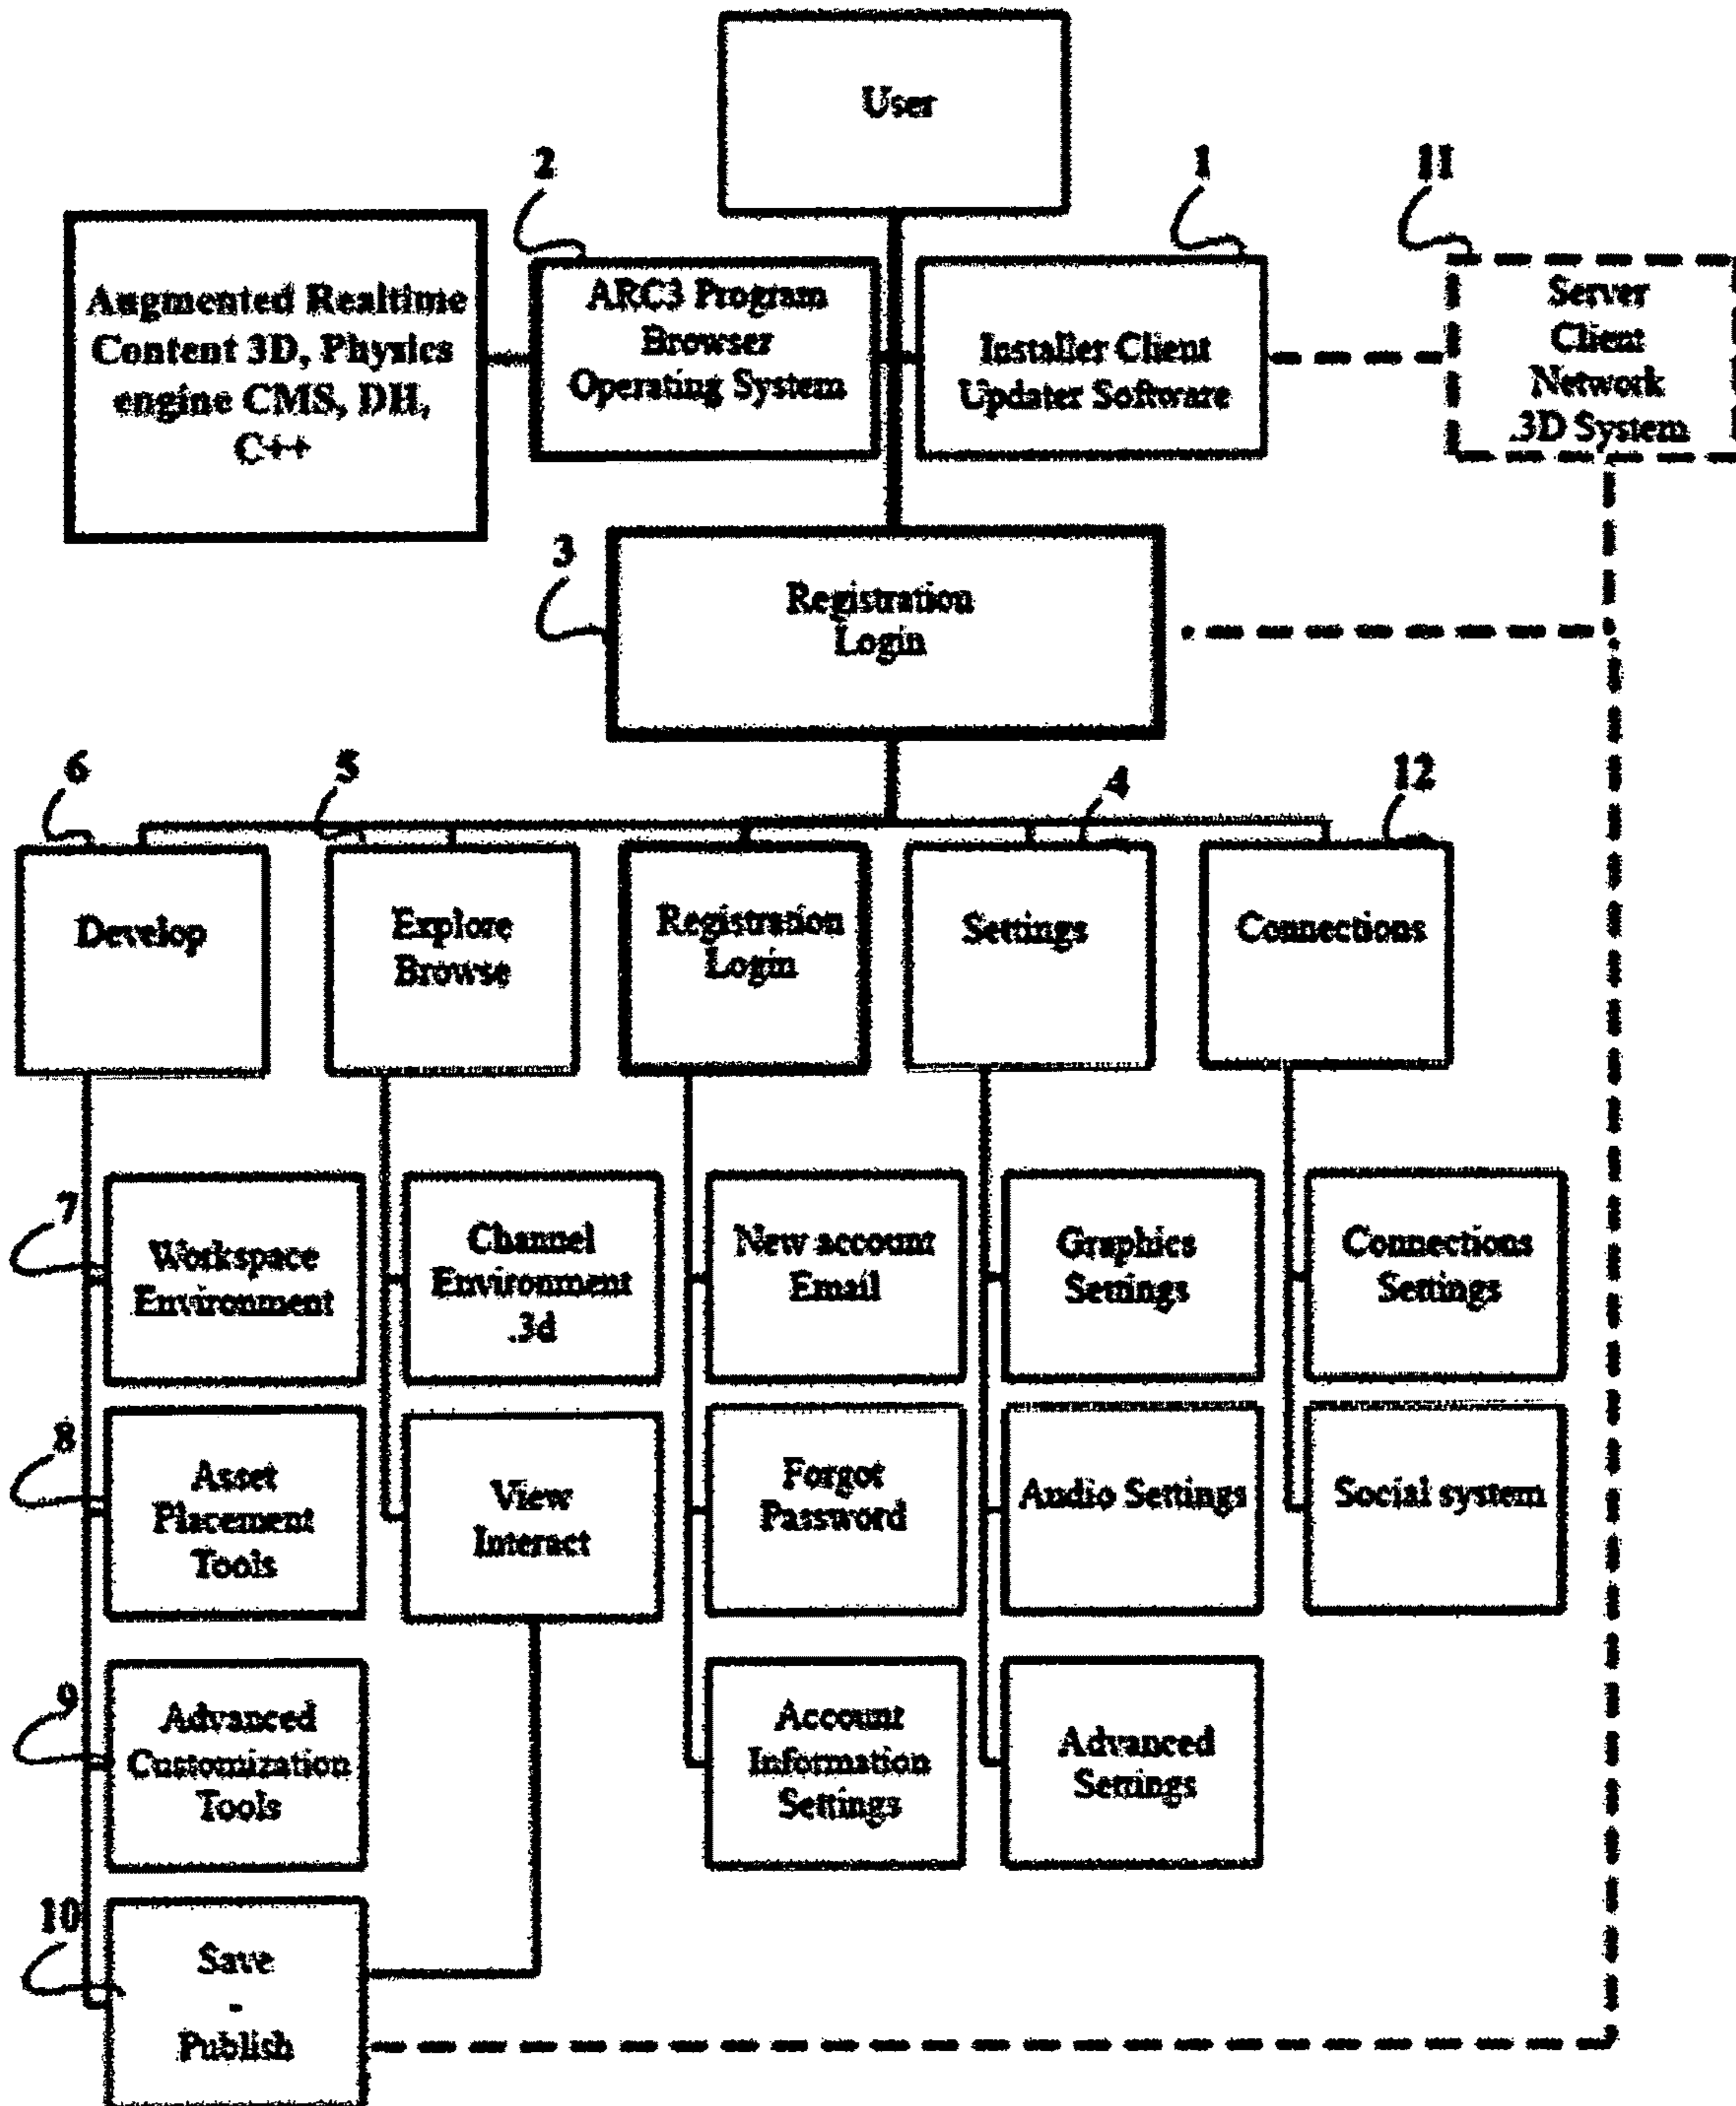 User
2
1
11
Augmented Realtime
Content 3D, Physics
engine CMS, DH,
C++
ARC3 Program
Browser
Operating System
Installer Client
Updater Software
Server
Client
Network
.3D System
3
Registration
Login
6
5
4
12
Develop
Explore
Browse
Registration
Login
Settings
Connections
7
Workspace
Environment
Channel
Environment
.3d
New account
Email
Graphics
Settings
Connections
Settings
8
Asset
Placement
Tools
View
Interact
Forgot
Password
Audio Settings
Social system
9
Advanced
Customization
Tools
Account
Information
Settings
Advanced
Settings
10
Save
-
Publish